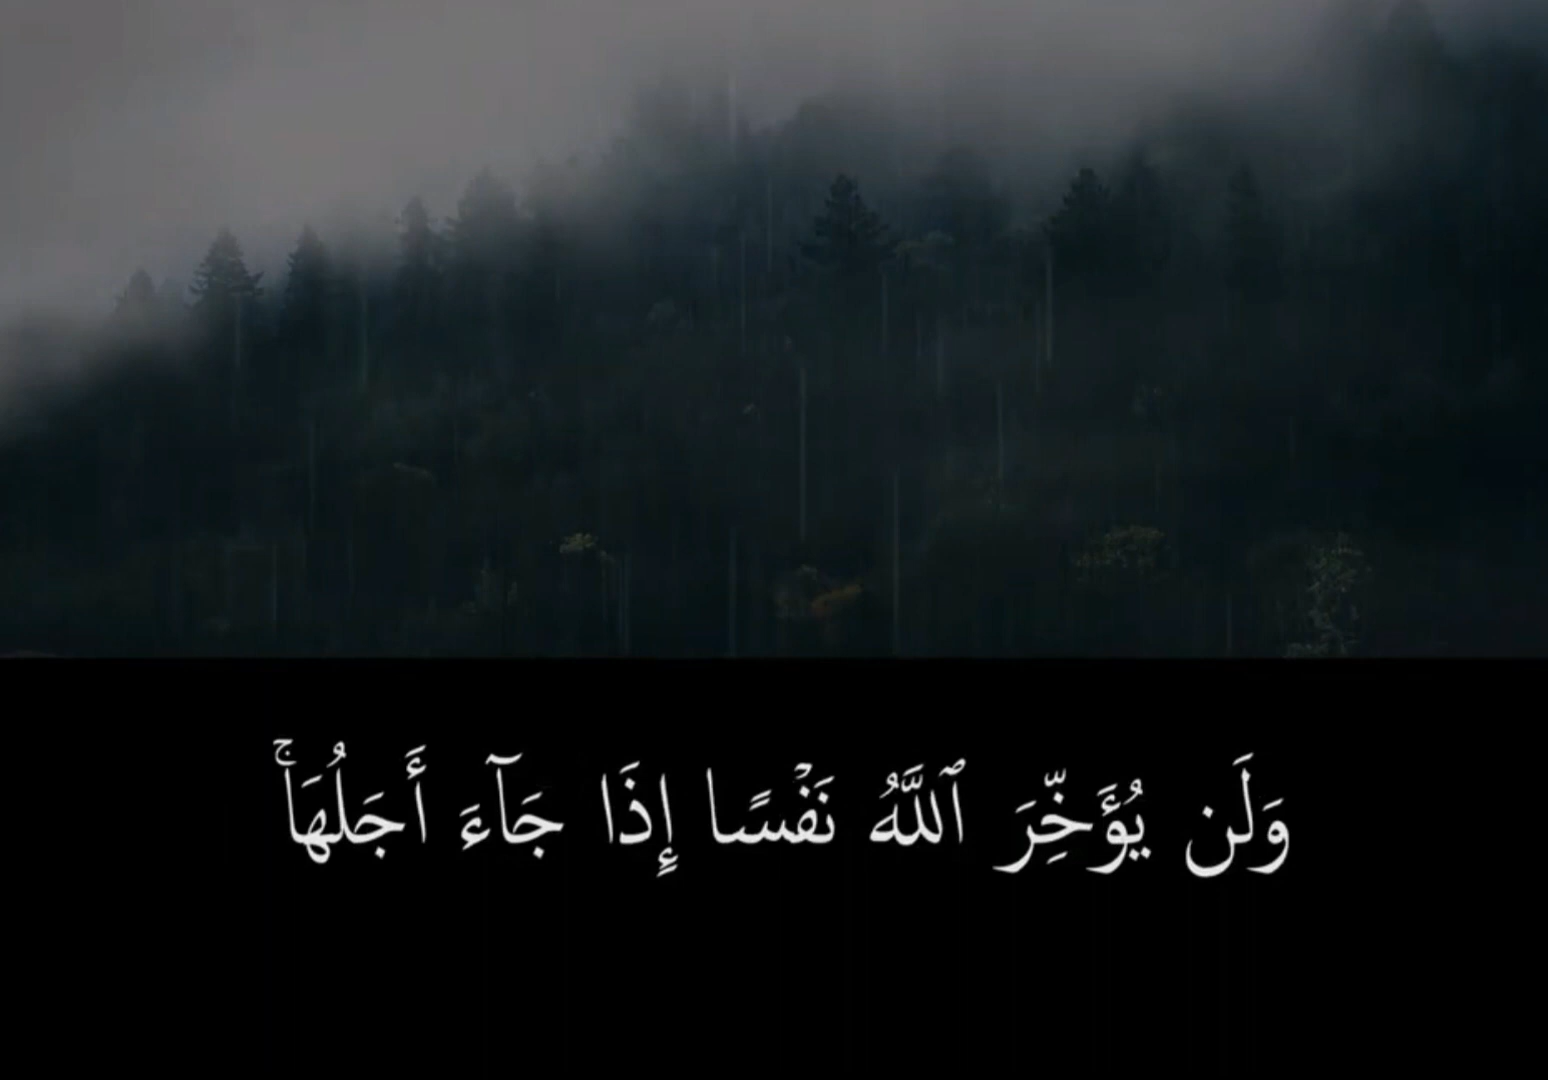 وَلَن يُؤَخِّرَ ٱللَّهُ نَفْسًا إِذَا جَآءَ أَجَلُهَاۚ